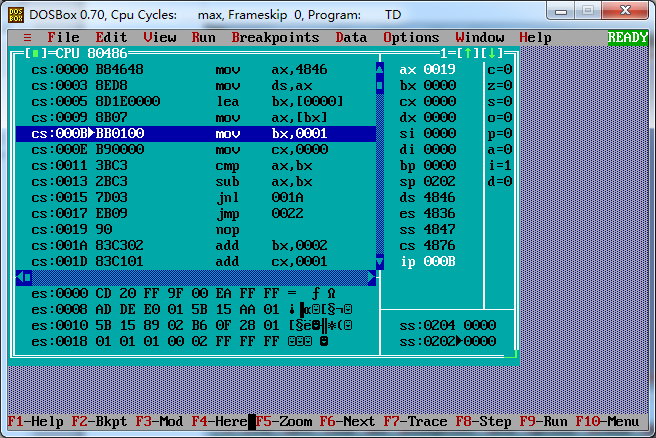 DOSBox 0.70, Cpu Cycles: max, Frameskip 0, Program: TD
≡ File Edit View Run Breakpoints Data Options Window Help READY
[■]=CPU 80486 1=[↑][↓]
cs:0000 B84648 mov ax,4846 ax 0019 c=0
cs:0003 8ED8 mov ds,ax bx 0000 z=0
cs:0005 8D1E0000 lea bx,[0000] cx 0000 s=0
cs:0009 8B07 mov ax,[bx] dx 0000 o=0
cs:000B►BB0100 mov bx,0001 si 0000 p=0
cs:000E B90000 mov cx,0000 di 0000 a=0
cs:0011 3BC3 cmp ax,bx bp 0000 i=1
cs:0013 2BC3 sub ax,bx sp 0202 d=0
cs:0015 7D03 jnl 001A ds 4846
cs:0017 EB09 jmp 0022 es 4836
cs:0019 90 nop ss 4847
cs:001A 83C302 add bx,0002 cs 4876
cs:001D 83C101 add cx,0001 ip 000B
es:0000 CD 20 FF 9F 00 EA FF FF = ƒ Ω
es:0008 AD DE E0 01 5B 15 AA 01 ¡▐α☺[§¬☺
es:0010 5B 15 89 02 B6 0F 28 01 [§ë☻╢☼(☺ ss:0204 0000
es:0018 01 01 01 00 02 FF FF FF ☺☺☺ ☻ ss:0202►0000
F1-Help F2-Bkpt F3-Mod F4-Here F5-Zoom F6-Next F7-Trace F8-Step F9-Run F10-Menu